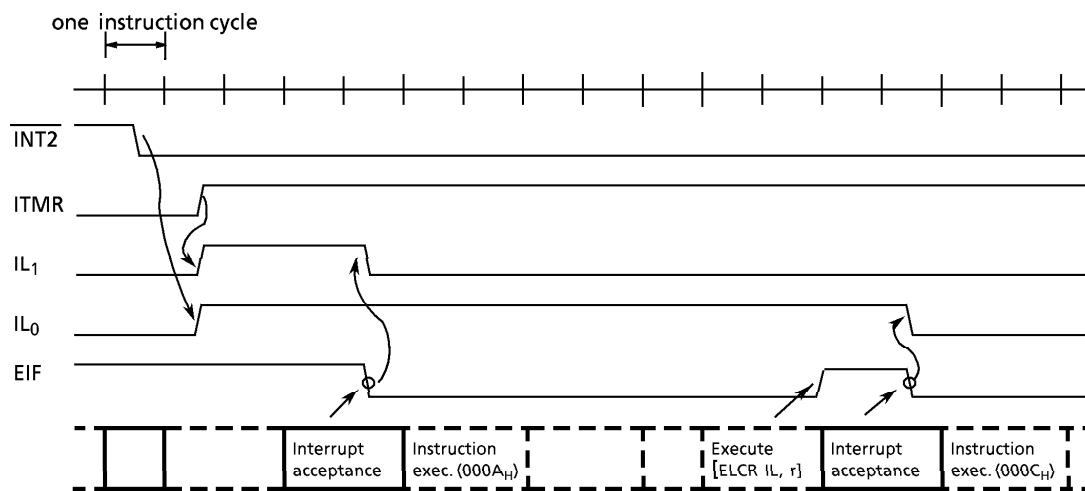 one instruction cycle
INT2
ITMR
IL1
IL0
EIF
Interrupt
acceptance
Instruction
exec. ⟨000AH⟩
Execute
[ELCR IL, r]
Interrupt
acceptance
Instruction
exec. ⟨000CH⟩